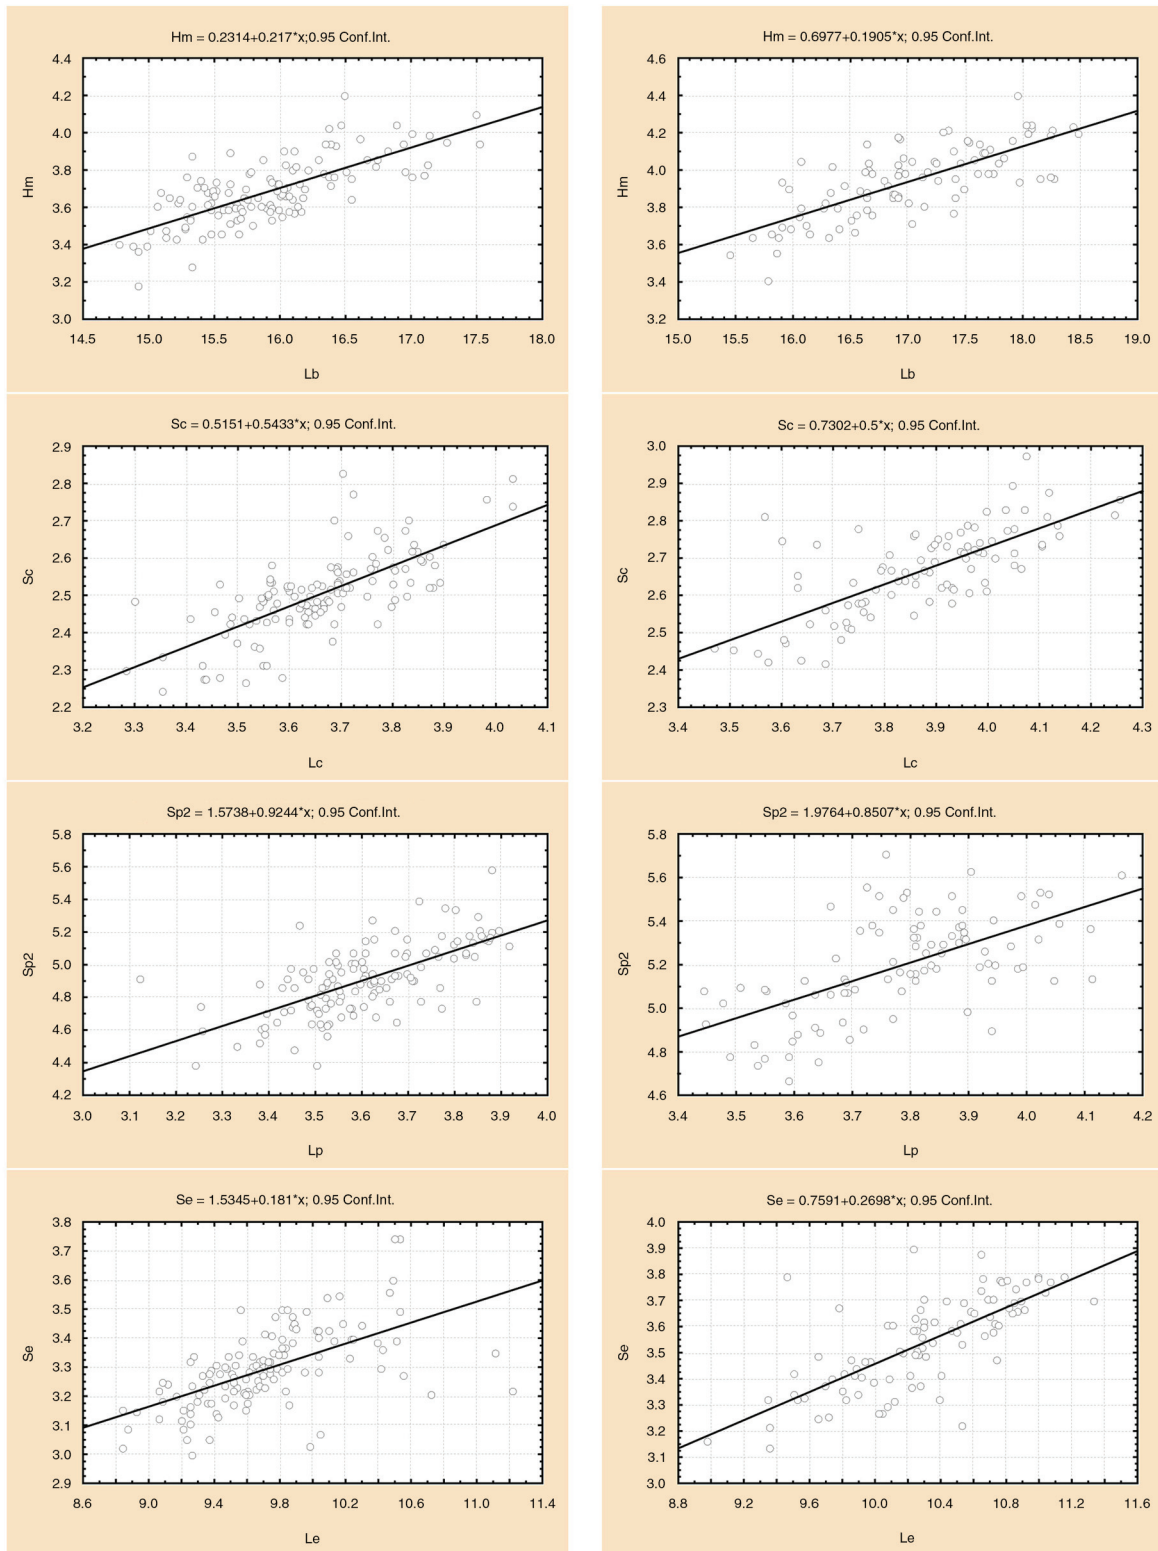 Hm = 0.2314+0.217*x;0.95 Conf.Int.
4.4
4.2
4.0
3.8
3.6
3.4
3.2
3.0
Hm
14.5 15.0 15.5 16.0 16.5 17.0 17.5 18.0
Lb
Hm = 0.6977+0.1905*x; 0.95 Conf.Int.
4.6
4.4
4.2
4.0
3.8
3.6
3.4
3.2
Hm
15.0 15.5 16.0 16.5 17.0 17.5 18.0 18.5 19.0
Lb
Sc = 0.5151+0.5433*x; 0.95 Conf.Int.
2.9
2.8
2.7
2.6
2.5
2.4
2.3
2.2
Sc
3.2 3.3 3.4 3.5 3.6 3.7 3.8 3.9 4.0 4.1
Lc
Sc = 0.7302+0.5*x; 0.95 Conf.Int.
3.0
2.9
2.8
2.7
2.6
2.5
2.4
2.3
Sc
3.4 3.5 3.6 3.7 3.8 3.9 4.0 4.1 4.2 4.3
Lc
Sp2 = 1.5738+0.9244*x; 0.95 Conf.Int.
5.8
5.6
5.4
5.2
5.0
4.8
4.6
4.4
4.2
Sp2
3.0 3.1 3.2 3.3 3.4 3.5 3.6 3.7 3.8 3.9 4.0
Lp
Sp2 = 1.9764+0.8507*x; 0.95 Conf.Int.
5.8
5.6
5.4
5.2
5.0
4.8
4.6
Sp2
3.4 3.5 3.6 3.7 3.8 3.9 4.0 4.1 4.2
Lp
Se = 1.5345+0.181*x; 0.95 Conf.Int.
3.8
3.7
3.6
3.5
3.4
3.3
3.2
3.1
3.0
2.9
Se
8.6 9.0 9.4 9.8 10.2 10.6 11.0 11.4
Le
Se = 0.7591+0.2698*x; 0.95 Conf.Int.
4.0
3.9
3.8
3.7
3.6
3.5
3.4
3.3
3.2
3.1
3.0
Se
8.8 9.2 9.6 10.0 10.4 10.8 11.2 11.6
Le